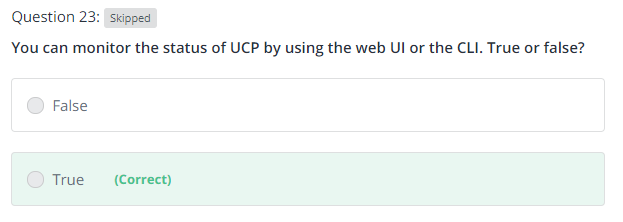 Question 23: Skipped
You can monitor the status of UCP by using the web UI or the CLI. True or false?
False
True (Correct)